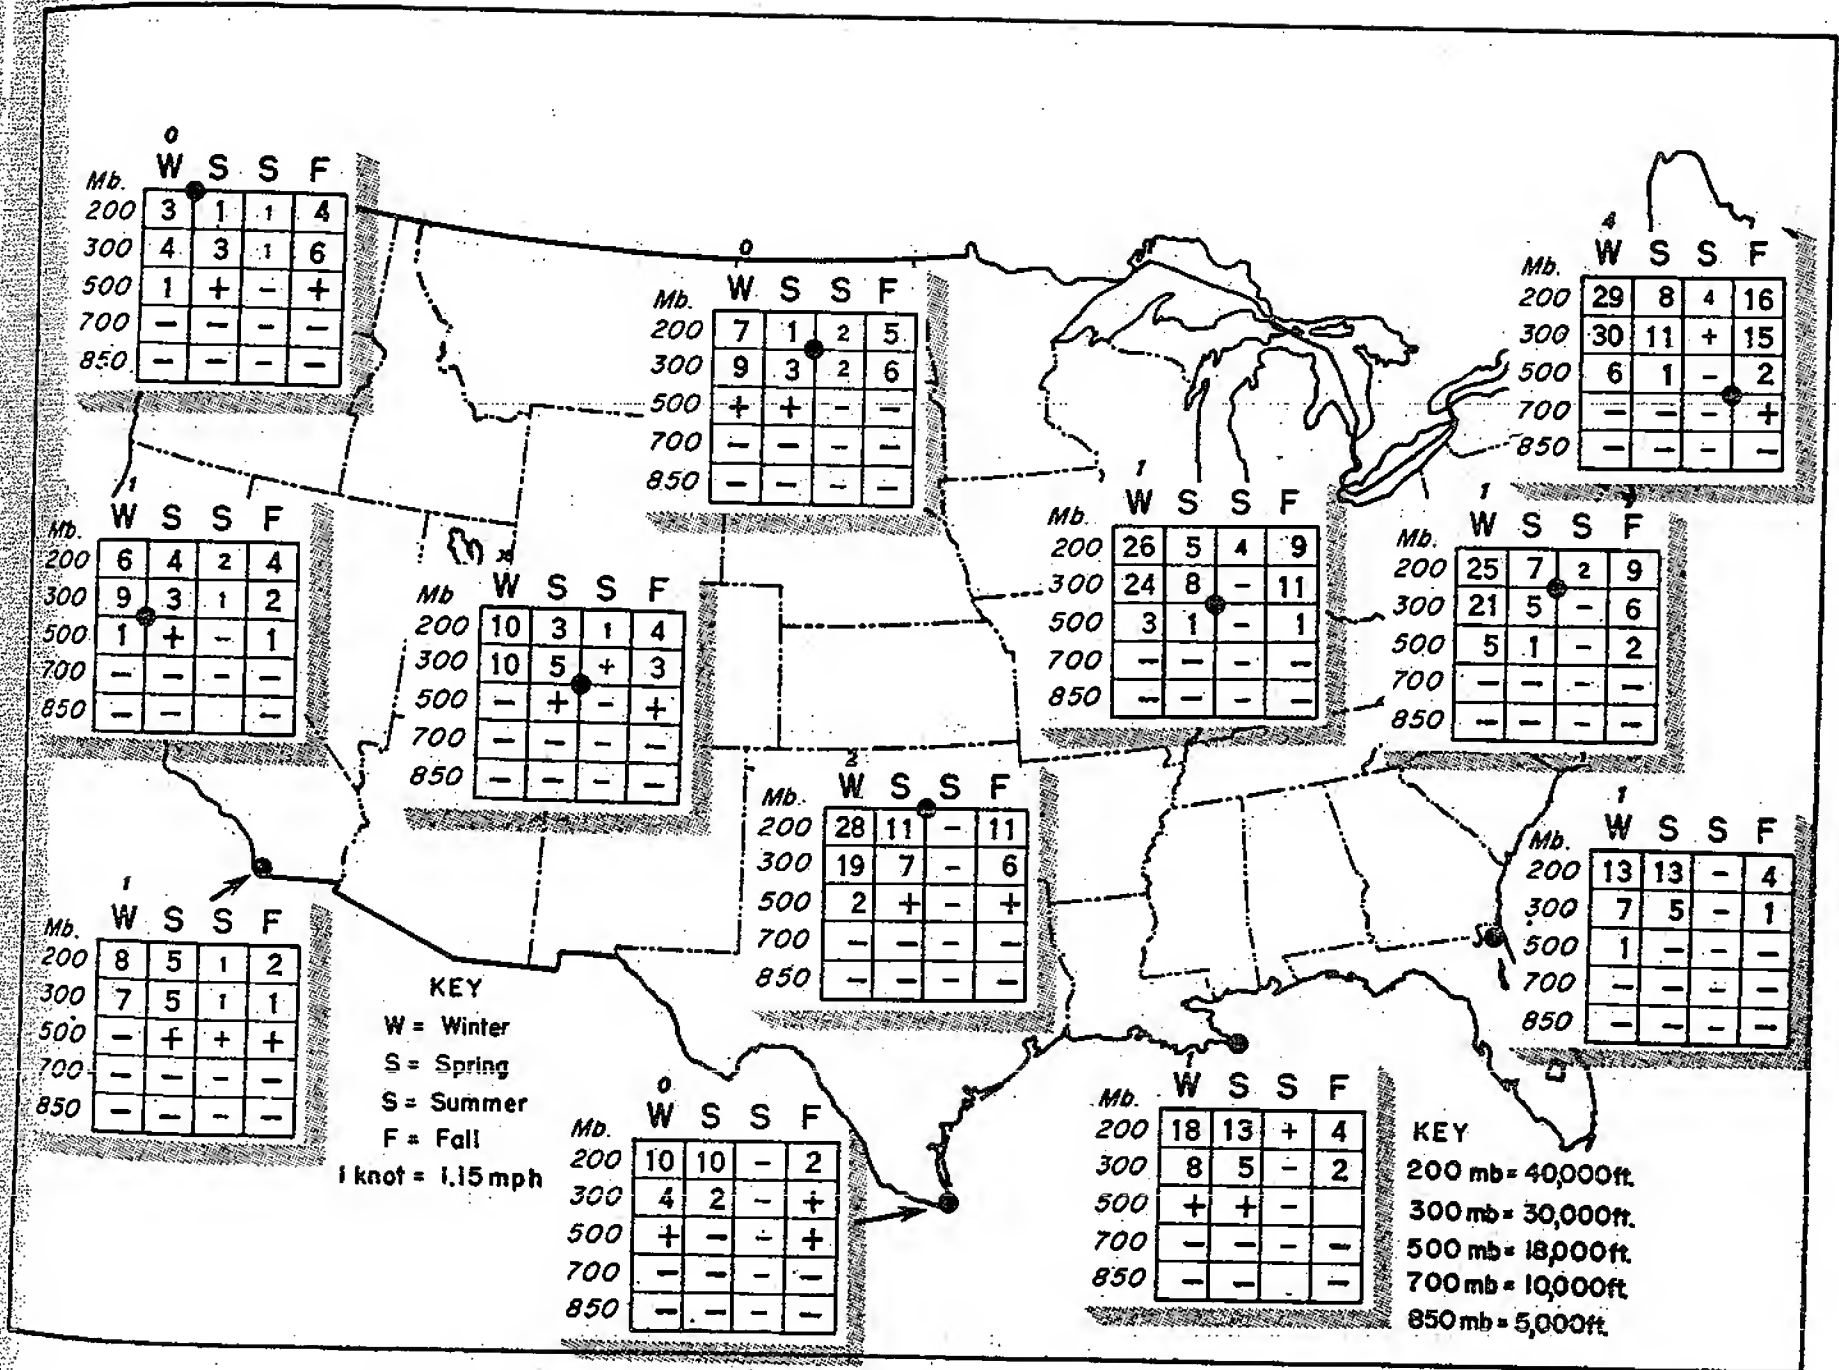 0
W S S F
Mb.
200 3 1 1 4
300 4 3 1 6
500 1 + - +
700 - - - -
850 - - - -
0
W S S F
Mb.
200 7 1 2 5
300 9 3 2 6
500 + + - -
700 - - - -
850 - - - -
4
W S S F
Mb.
200 29 8 4 16
300 30 11 + 15
500 6 1 - 2
700 - - - +
850 - - - -
1
W S S F
Mb.
200 6 4 2 4
300 9 3 1 2
500 1 + - 1
700 - - - -
850 - - -
W S S F
Mb
200 10 3 1 4
300 10 5 + 3
500 - + - +
700 - - - -
850 - - - -
1
W S S F
Mb.
200 26 5 4 9
300 24 8 - 11
500 3 1 - 1
700 - - - -
850 - - - -
1
W S S F
Mb.
200 25 7 2 9
300 21 5 - 6
500 5 1 - 2
700 - - - -
850 - - - -
2
W S S F
Mb.
200 28 11 - 11
300 19 7 - 6
500 2 + - +
700 - - - -
850 - - - -
1
W S S F
Mb.
200 13 13 - 4
300 7 5 - 1
500 1 - - -
700 - - - -
850 - - - -
1
W S S F
Mb.
200 8 5 1 2
300 7 5 1 1
500 - + + +
700 - - - -
850 - - - -
KEY
W = Winter
S = Spring
S = Summer
F = Fall
1 knot = 1.15 mph
0
W S S F
Mb.
200 10 10 - 2
300 4 2 - +
500 + - - +
700 - - - -
850 - - - -
1
W S S F
Mb.
200 18 13 + 4
300 8 5 - 2
500 + + -
700 - - - -
850 - - -
KEY
200 mb = 40,000ft.
300 mb = 30,000ft.
500 mb = 18,000ft.
700 mb = 10,000ft
850 mb = 5,000ft.